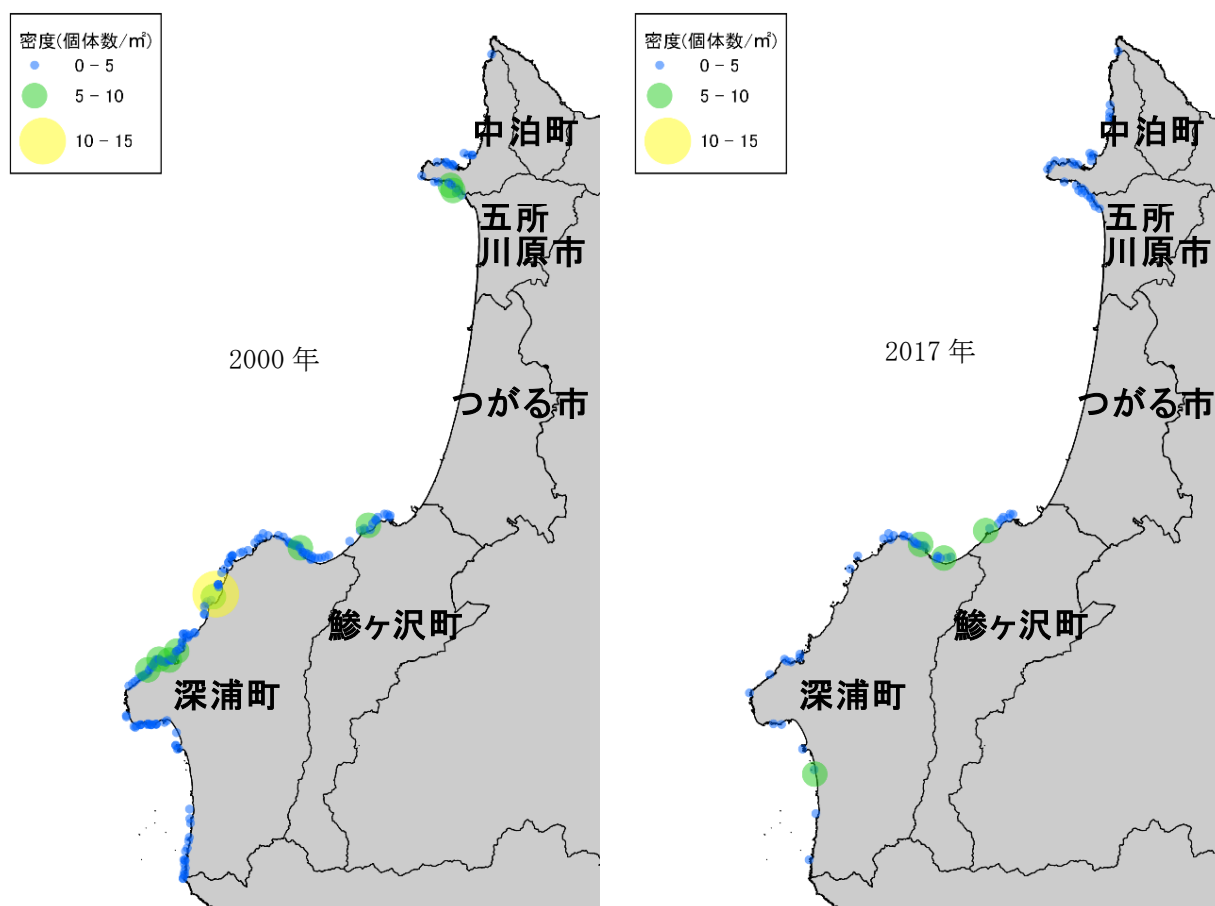 密度(個体数/㎡)
0 - 5
5 - 10
10 - 15
中泊町
五所
川原市
2000 年
つがる市
鰺ヶ沢町
深浦町
密度(個体数/㎡)
0 - 5
5 - 10
10 - 15
中泊町
五所
川原市
2017 年
つがる市
鰺ヶ沢町
深浦町